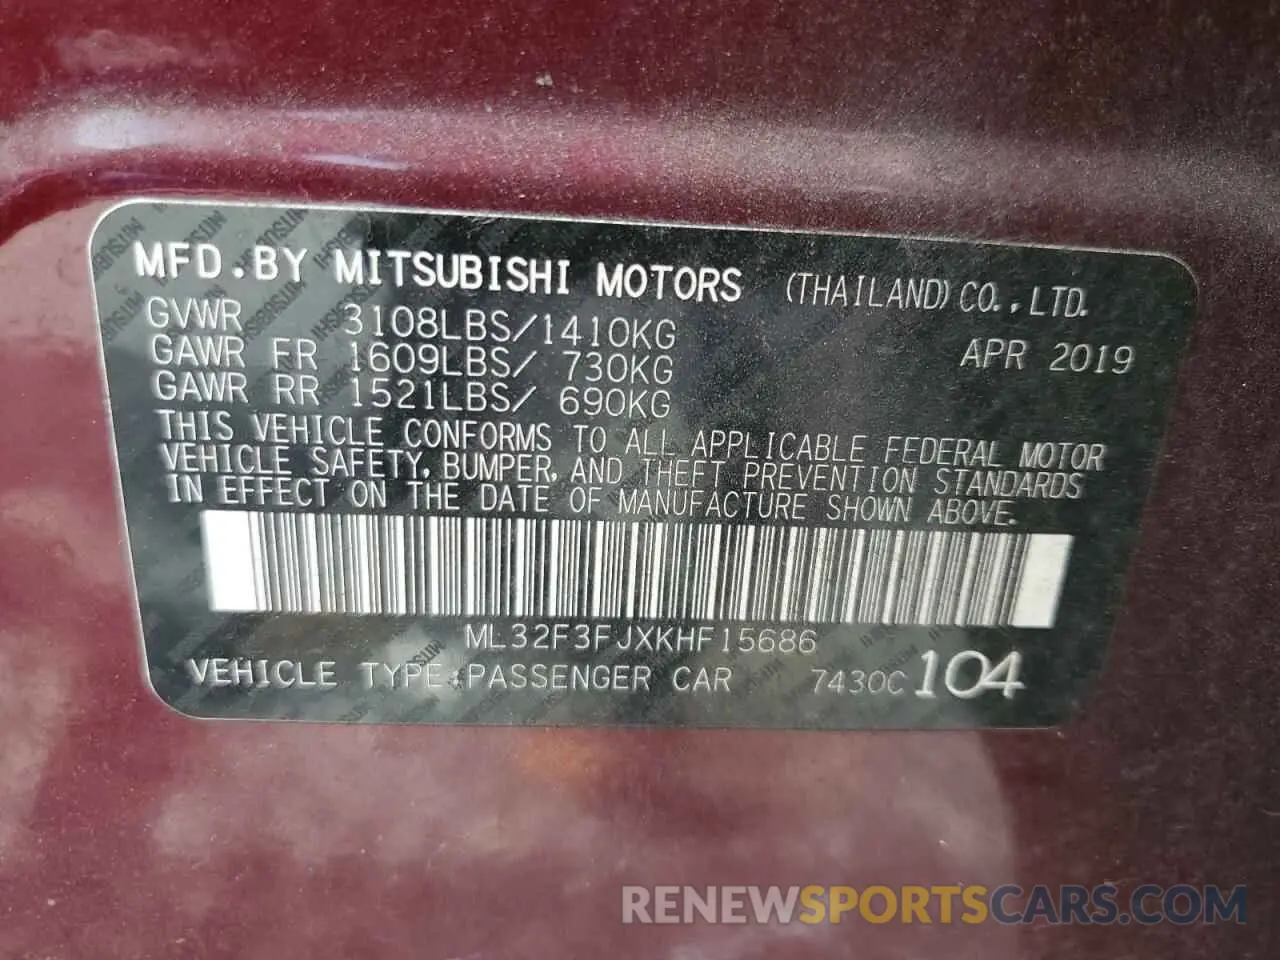 MFD.BY MITSUBISHI MOTORS (THAILAND) CO.,LTD.
GVWR 3108LBS/1410KG
GAWR FR 1609LBS/ 730KG APR 2019
GAWR RR 1521LBS/ 690KG
THIS VEHICLE CONFORMS TO ALL APPLICABLE FEDERAL MOTOR
VEHICLE SAFETY, BUMPER, AND THEFT PREVENTION STANDARDS
IN EFFECT ON THE DATE OF MANUFACTURE SHOWN ABOVE.
ML32F3FJXKHF15686
VEHICLE TYPE:PASSENGER CAR 7430C 104
RENEWSPORTSCARS.COM